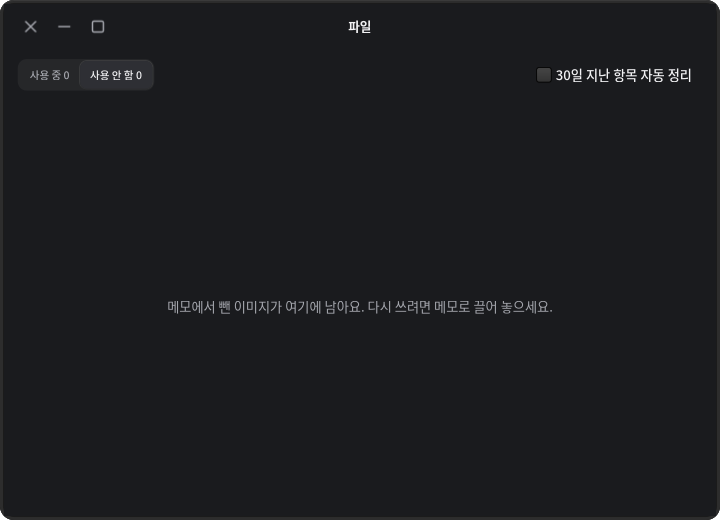 파일
사용 중 0 사용 안 함 0 30일 지난 항목 자동 정리
메모에서 뺀 이미지가 여기에 남아요. 다시 쓰려면 메모로 끌어 놓으세요.